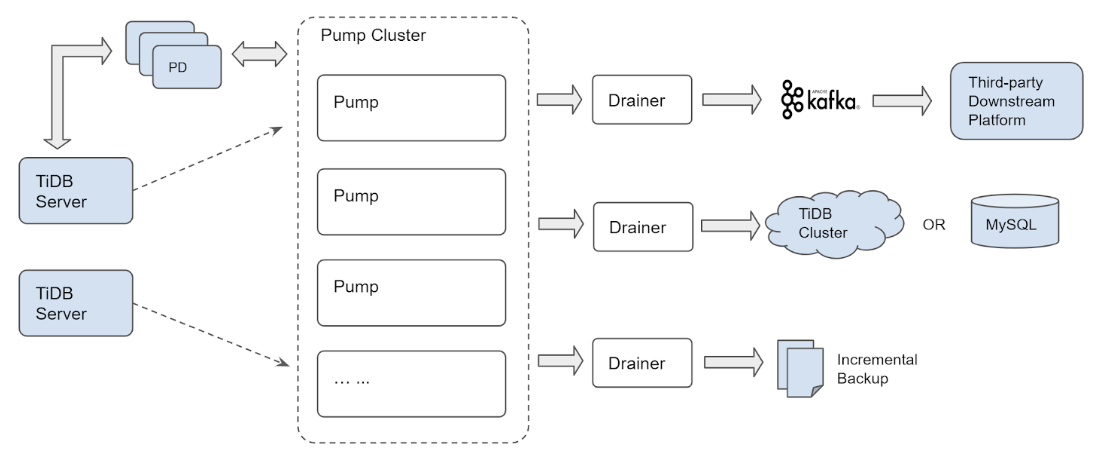 Pump Cluster
PD
Pump
Drainer
APACHE
kafka®
Third-party
Downstream
Platform
TiDB
Server
Pump
Drainer
TiDB
Cluster
OR
MySQL
TiDB
Server
Pump
Drainer
Incremental
Backup
... ...